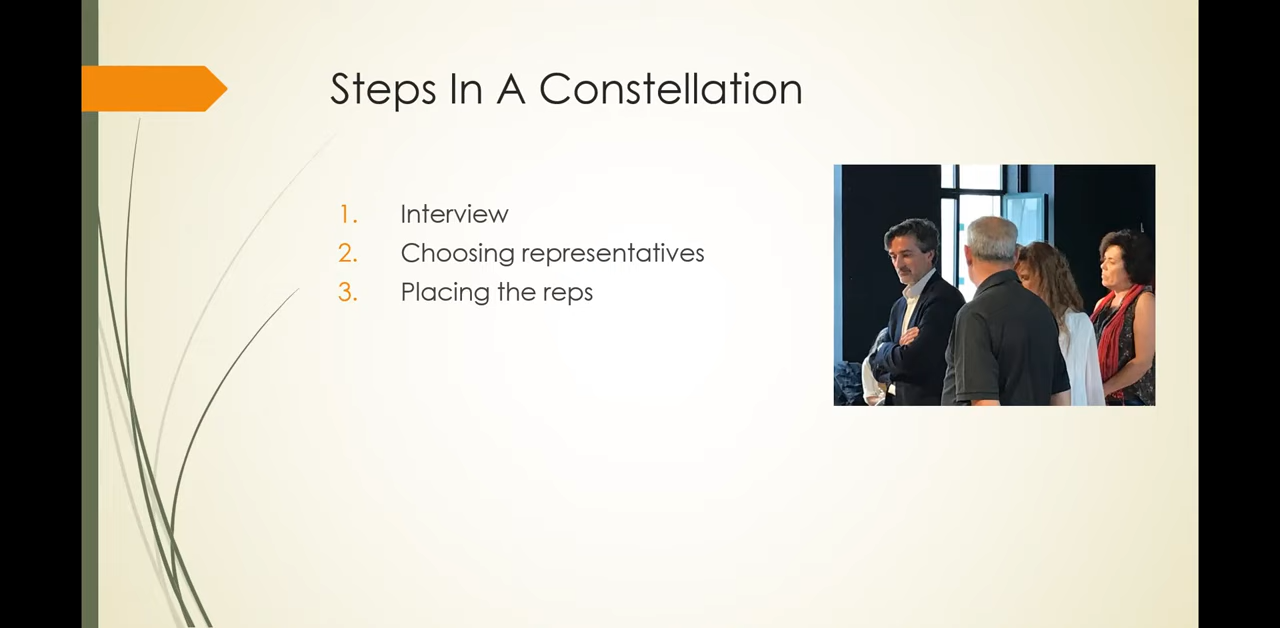 Steps In A Constellation
1. Interview
2. Choosing representatives
3. Placing the reps